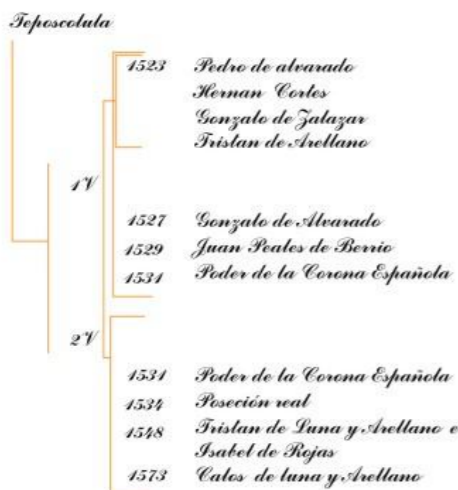 Teposcolula
1523 Pedro de alvarado
Hernan Cortes
Gonzalo de Zalazar
Tristan de Arellano
1V
1527 Gonzalo de Alvarado
1529 Juan Peales de Berrio
1531 Poder de la Corona Española
2V
1531 Poder de la Corona Española
1534 Poseción real
1548 Tristan de Luna y Arellano e
Isabel de Rojas
1573 Calos de luna y Arellano